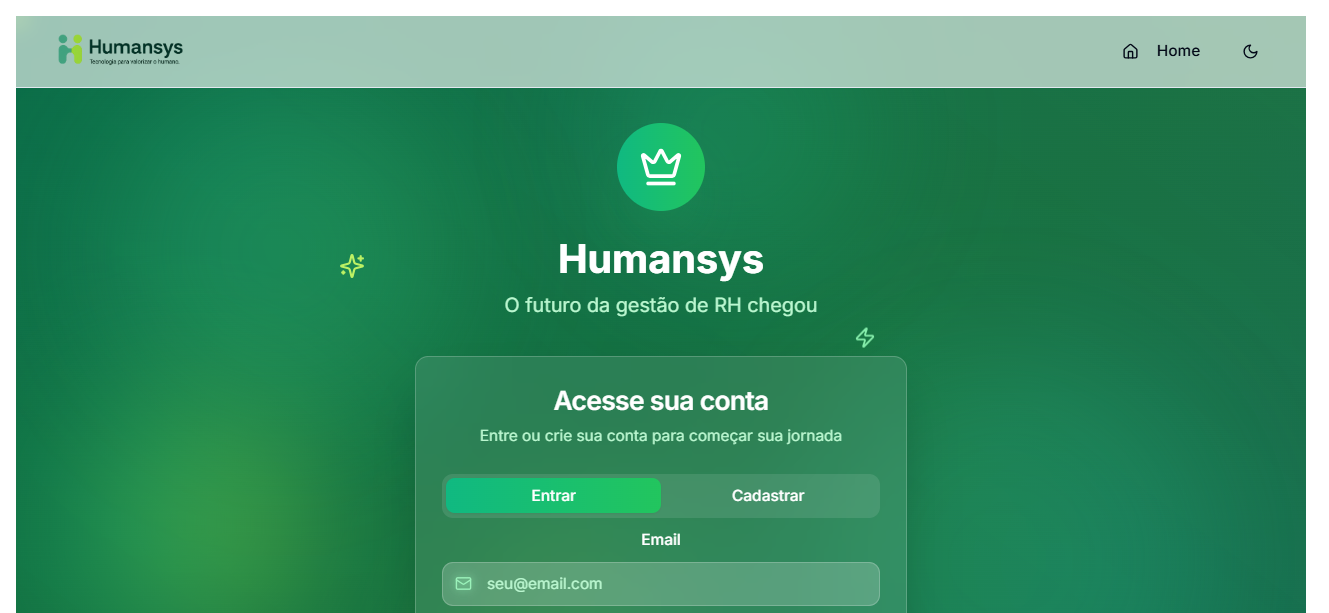 Humansys
Tecnologia para valorizar o humano.
Home
Humansys
O futuro da gestão de RH chegou
Acesse sua conta
Entre ou crie sua conta para começar sua jornada
Entrar
Cadastrar
Email
seu@email.com